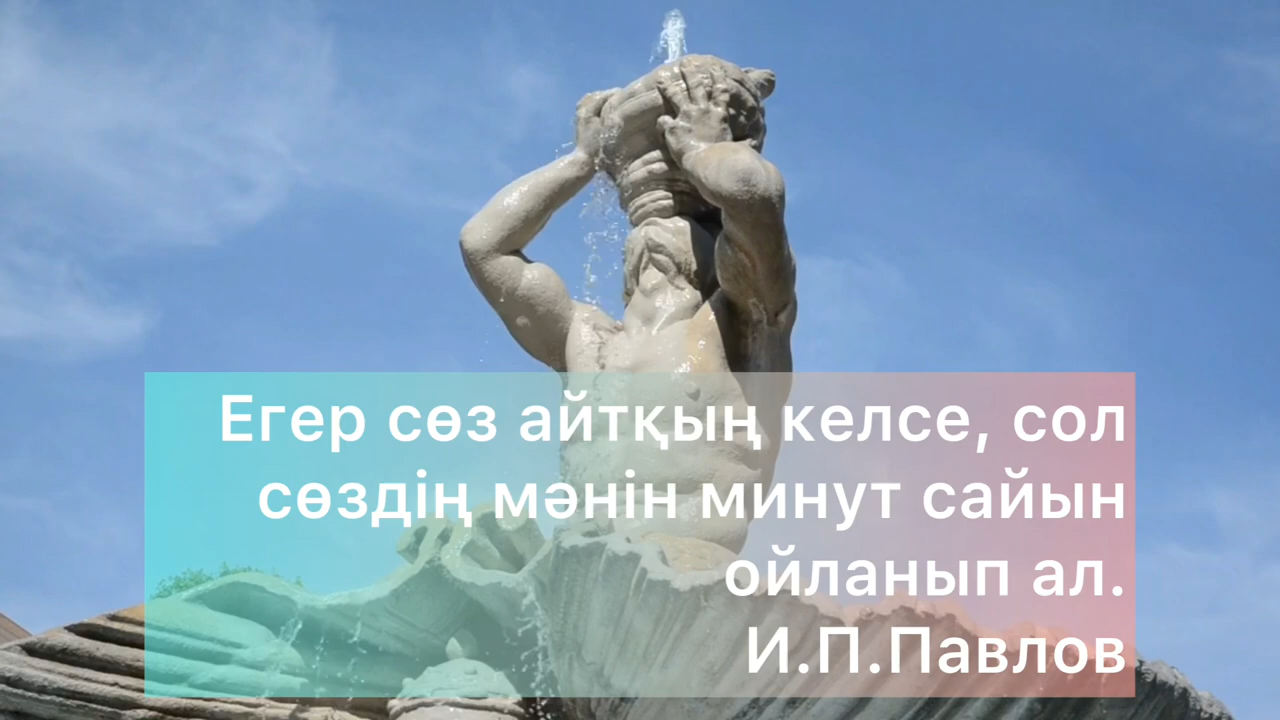 Егер сөз айтқың келсе, сол
сөздің мәнін минут сайын
ойланып ал.
И.П.Павлов